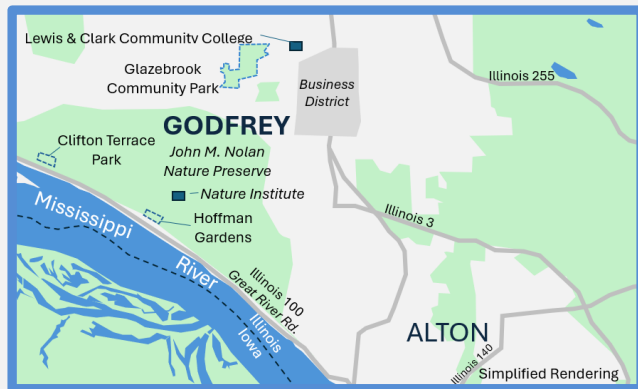 Lewis & Clark Community College
Glazebrook
Community Park
Business
District
Illinois 255
GODFREY
John M. Nolan
Nature Preserve
Clifton Terrace
Park
Nature Institute
Hoffman
Gardens
Illinois 3
Mississippi
River
Illinois 100
Great River Rd.
Illinois
Iowa
ALTON
Illinois 140
Simplified Rendering